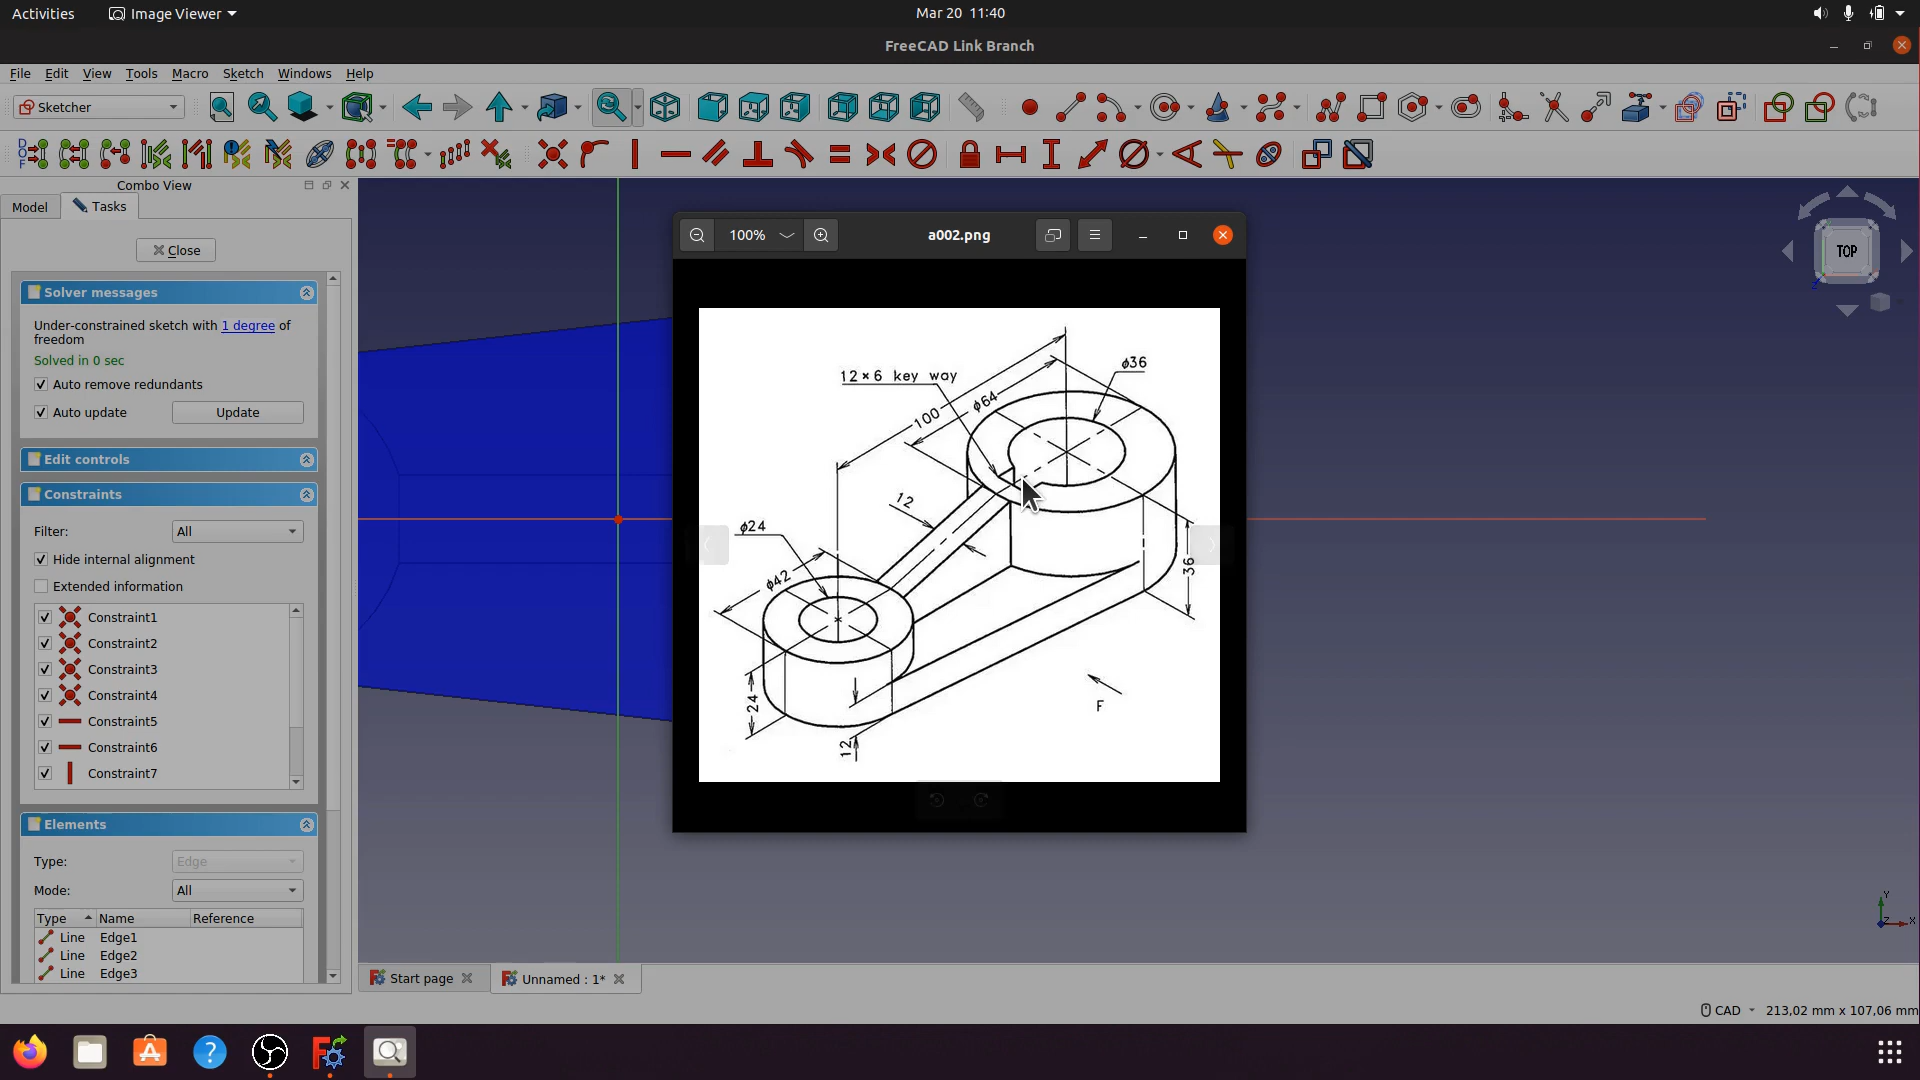 Activities
Image Viewer
Mar 20 11:40
FreeCAD Link Branch
File Edit View Tools Macro Sketch Windows Help
Sketcher
Combo View
Model
Tasks
Close
Solver messages
Under-constrained sketch with 1 degree of
freedom
Solved in 0 sec
Auto remove redundants
Auto update
Update
Edit controls
Constraints
Filter:
All
Hide internal alignment
Extended information
Constraint1
Constraint2
Constraint3
Constraint4
Constraint5
Constraint6
Constraint7
Elements
Type:
Edge
Mode:
All
Type Name Reference
Line Edge1
Line Edge2
Line Edge3
100%
a002.png
12×6 key way
ϕ36
ϕ64
100
12
ϕ24
ϕ42
36
24
12
F
TOP
Z
Y
Z
X
Start page
Unnamed : 1*
CAD
213,02 mm x 107,06 mm